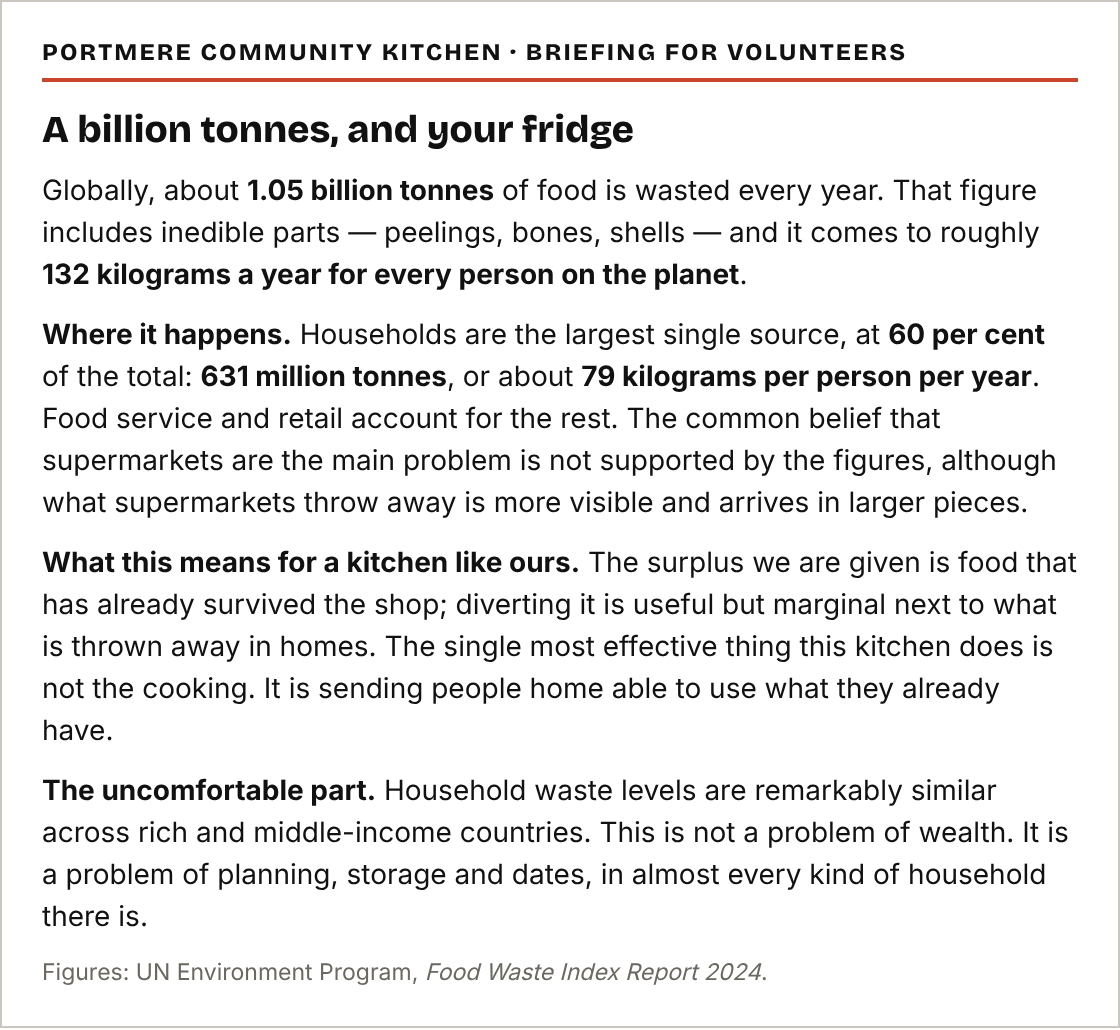 PORTMERE COMMUNITY KITCHEN · BRIEFING FOR VOLUNTEERS
A billion tonnes, and your fridge
Globally, about 1.05 billion tonnes of food is wasted every year. That figure
includes inedible parts — peelings, bones, shells — and it comes to roughly
132 kilograms a year for every person on the planet.
Where it happens. Households are the largest single source, at 60 per cent
of the total: 631 million tonnes, or about 79 kilograms per person per year.
Food service and retail account for the rest. The common belief that
supermarkets are the main problem is not supported by the figures, although
what supermarkets throw away is more visible and arrives in larger pieces.
What this means for a kitchen like ours. The surplus we are given is food that
has already survived the shop; diverting it is useful but marginal next to what
is thrown away in homes. The single most effective thing this kitchen does is
not the cooking. It is sending people home able to use what they already
have.
The uncomfortable part. Household waste levels are remarkably similar
across rich and middle-income countries. This is not a problem of wealth. It is
a problem of planning, storage and dates, in almost every kind of household
there is.
Figures: UN Environment Program, Food Waste Index Report 2024.